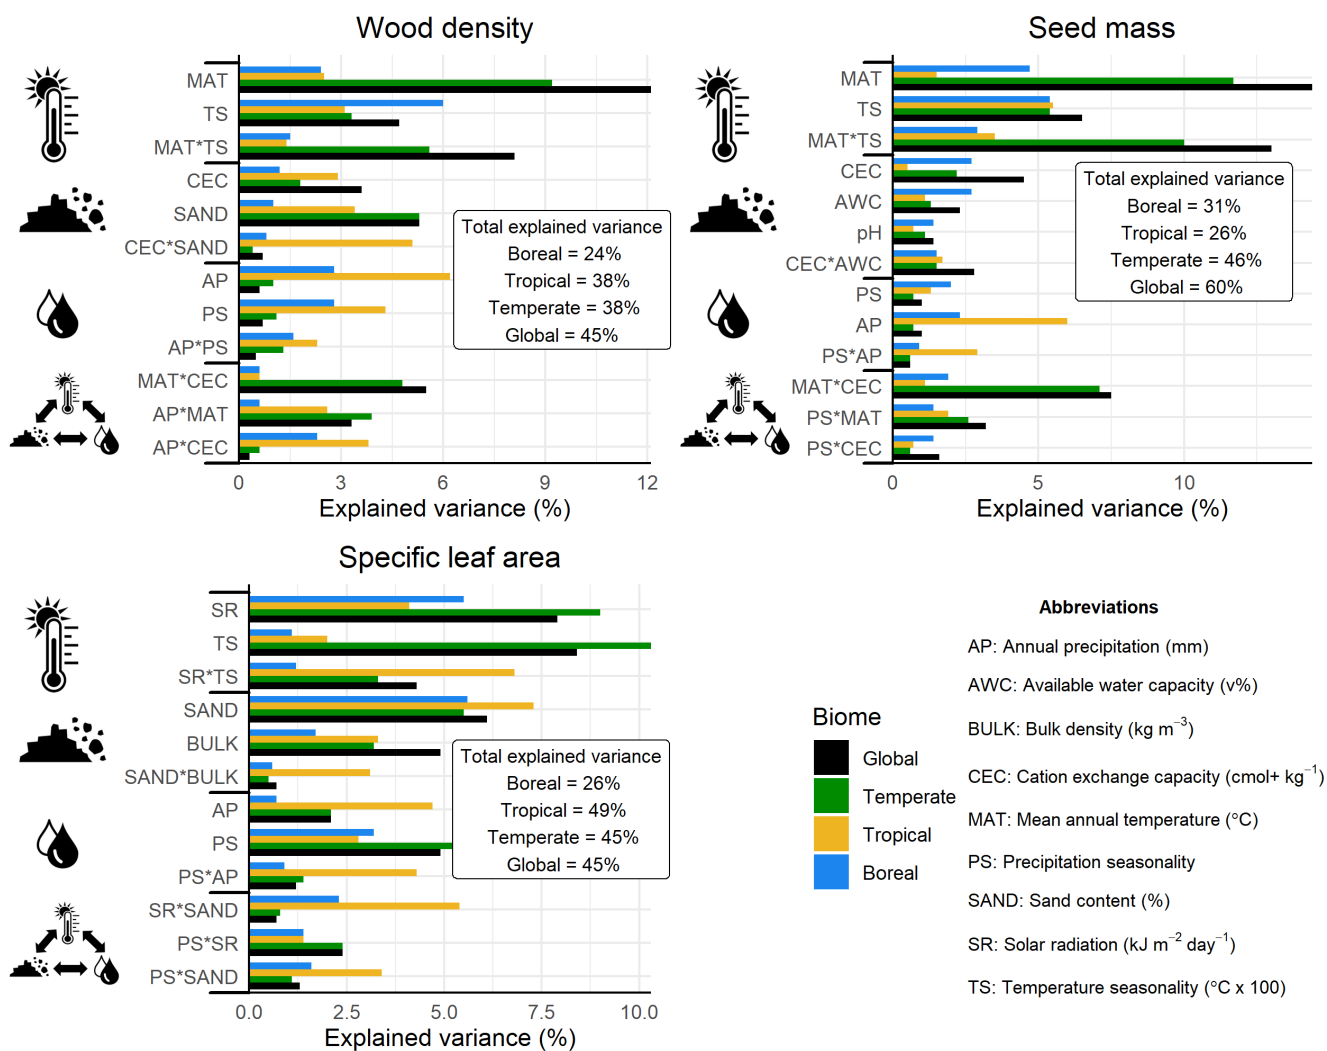 Wood density
MAT
TS
MAT*TS
CEC
SAND
CEC*SAND
AP
PS
AP*PS
MAT*CEC
AP*MAT
AP*CEC
Total explained variance
Boreal = 24%
Tropical = 38%
Temperate = 38%
Global = 45%
0 3 6 9 12
Explained variance (%)
Seed mass
MAT
TS
MAT*TS
CEC
AWC
pH
CEC*AWC
PS
AP
PS*AP
MAT*CEC
PS*MAT
PS*CEC
Total explained variance
Boreal = 31%
Tropical = 26%
Temperate = 46%
Global = 60%
0 5 10
Explained variance (%)
Specific leaf area
SR
TS
SR*TS
SAND
BULK
SAND*BULK
AP
PS
PS*AP
SR*SAND
PS*SR
PS*SAND
Total explained variance
Boreal = 26%
Tropical = 49%
Temperate = 45%
Global = 45%
0.0 2.5 5.0 7.5 10.0
Explained variance (%)
Biome
Global
Temperate
Tropical
Boreal
Abbreviations
AP: Annual precipitation (mm)
AWC: Available water capacity (v%)
BULK: Bulk density (kg m⁻³)
CEC: Cation exchange capacity (cmol+ kg⁻¹)
MAT: Mean annual temperature (°C)
PS: Precipitation seasonality
SAND: Sand content (%)
SR: Solar radiation (kJ m⁻² day⁻¹)
TS: Temperature seasonality (°C x 100)